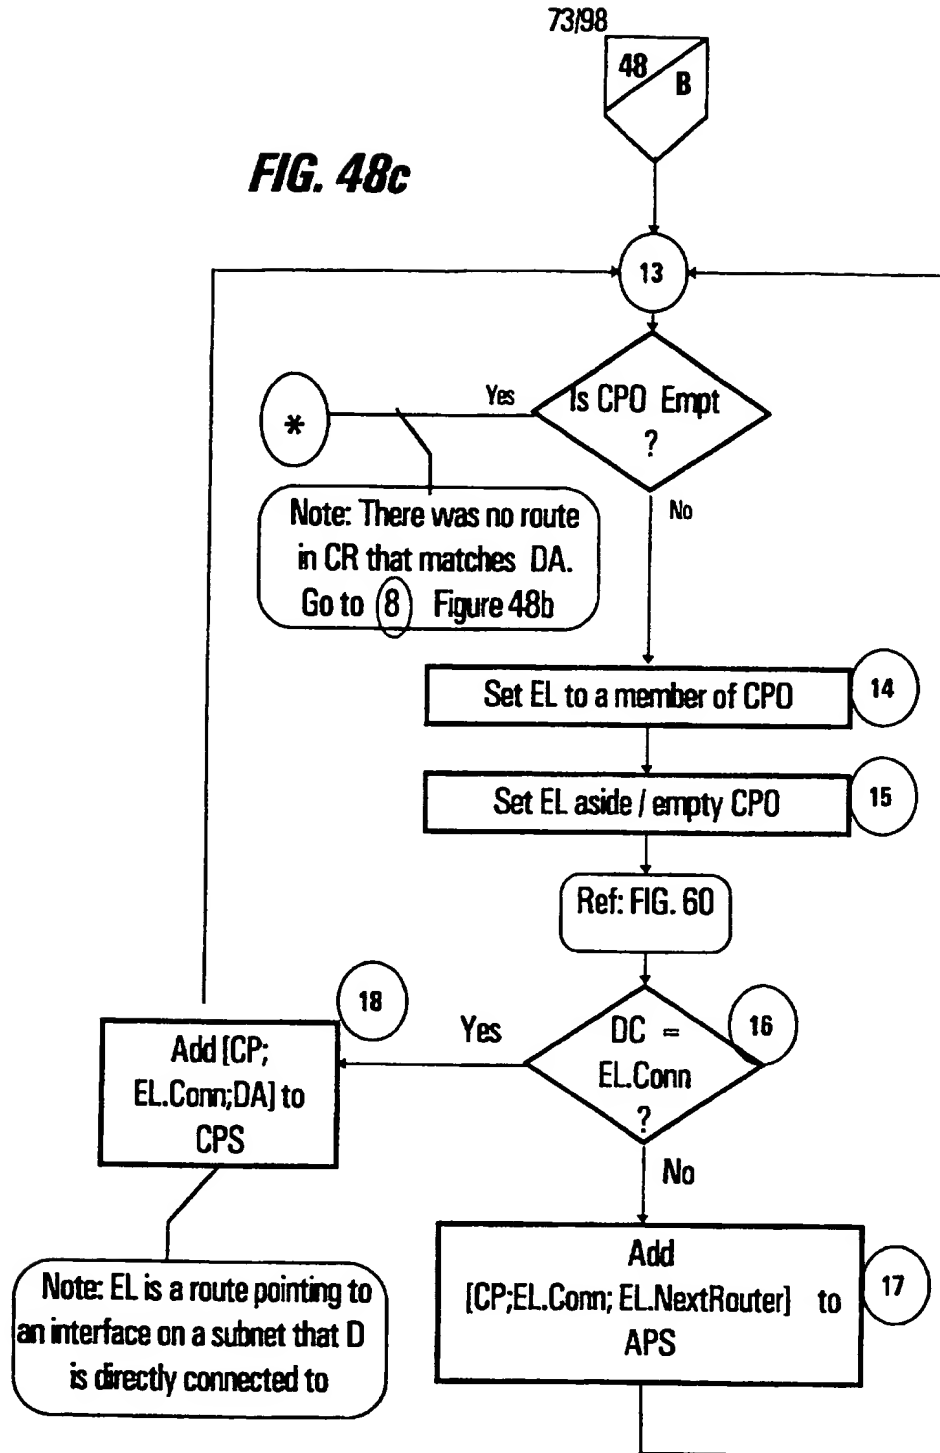 73/98
48
B
FIG. 48c
13
Is CPO Empt
?
Yes
*
No
Note: There was no route
in CR that matches DA.
Go to 8 Figure 48b
Set EL to a member of CPO
14
Set EL aside / empty CPO
15
Ref: FIG. 60
DC =
EL.Conn
?
16
Yes
18
Add [CP;
EL.Conn;DA] to
CPS
No
Add
[CP;EL.Conn; EL.NextRouter] to
APS
17
Note: EL is a route pointing to
an interface on a subnet that D
is directly connected to